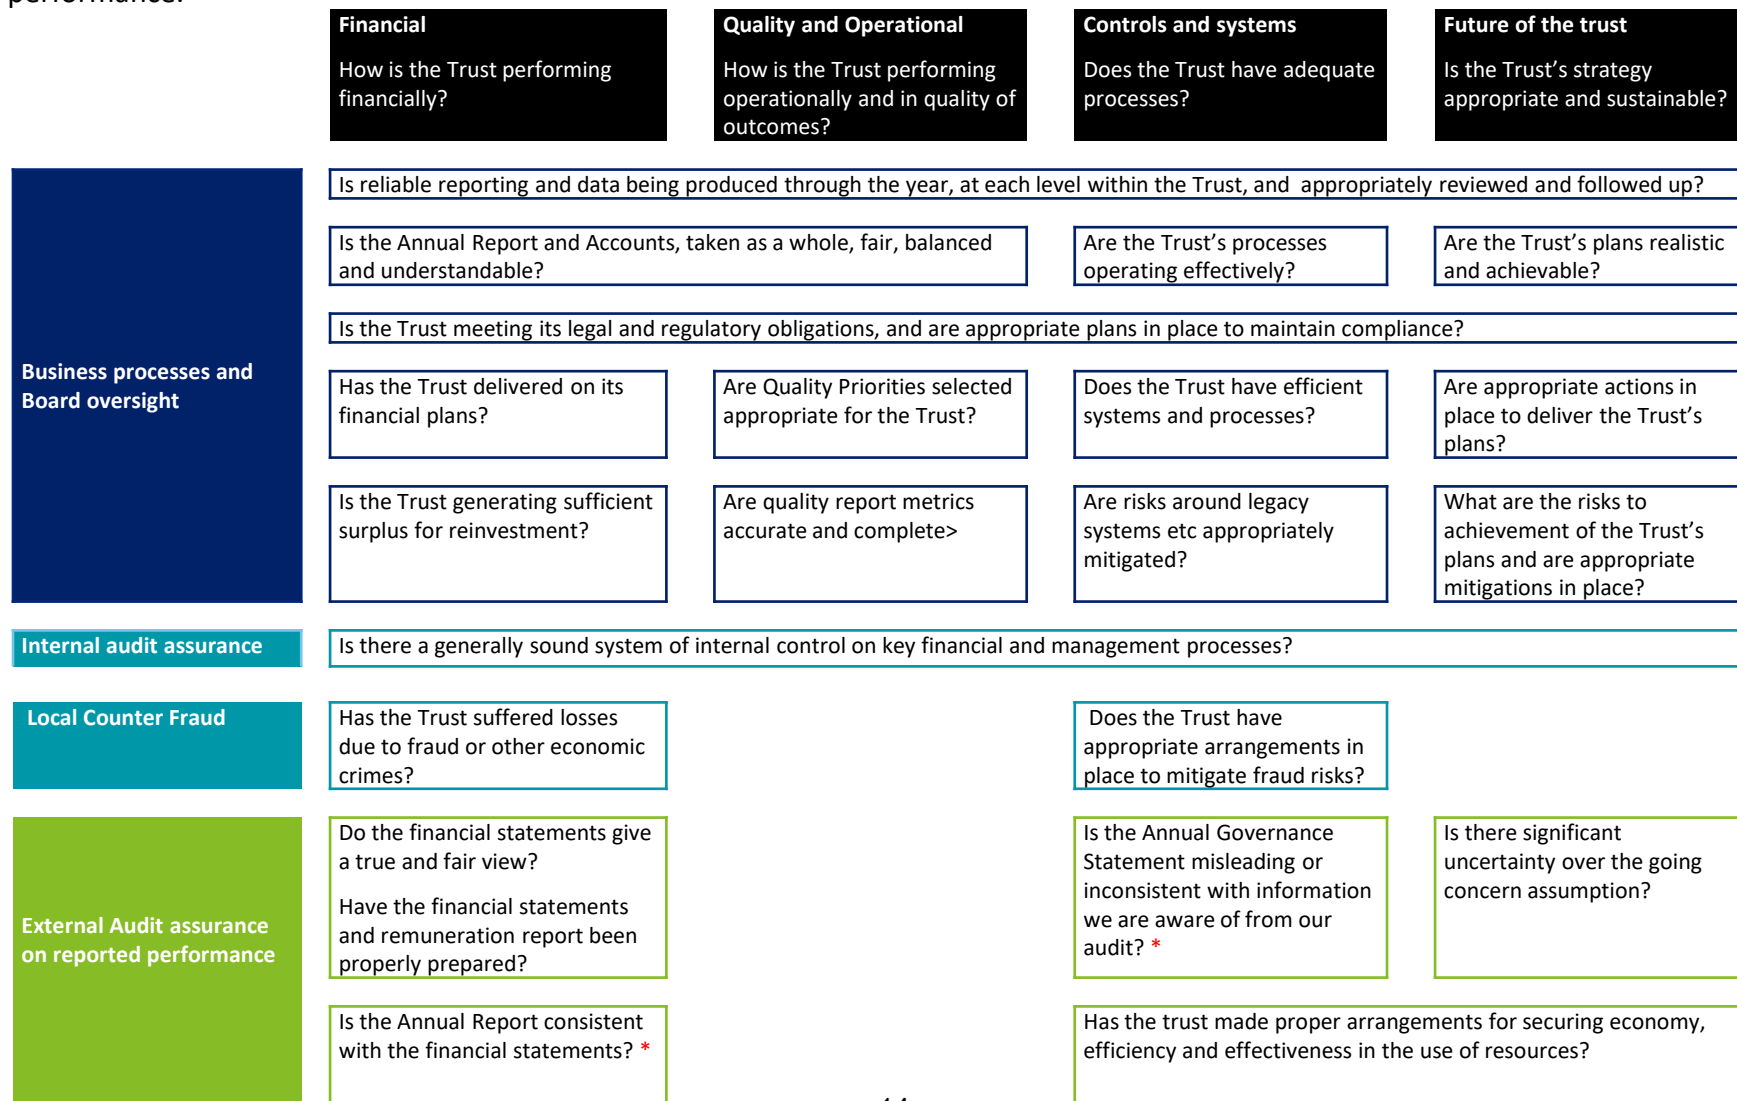 performance.
Financial
How is the Trust performing
financially?
Quality and Operational
How is the Trust performing
operationally and in quality of
outcomes?
Controls and systems
Does the Trust have adequate
processes?
Future of the trust
Is the Trust's strategy
appropriate and sustainable?
Business processes and
Board oversight
Is reliable reporting and data being produced through the year, at each level within the Trust, and  appropriately reviewed and followed up?
Is the Annual Report and Accounts, taken as a whole, fair, balanced
and understandable?
Are the Trust's processes
operating effectively?
Are the Trust's plans realistic
and achievable?
Is the Trust meeting its legal and regulatory obligations, and are appropriate plans in place to maintain compliance?
Has the Trust delivered on its
financial plans?
Are Quality Priorities selected
appropriate for the Trust?
Does the Trust have efficient
systems and processes?
Are appropriate actions in
place to deliver the Trust's
plans?
Is the Trust generating sufficient
surplus for reinvestment?
Are quality report metrics
accurate and complete>
Are risks around legacy
systems etc appropriately
mitigated?
What are the risks to
achievement of the Trust's
plans and are appropriate
mitigations in place?
Internal audit assurance
Is there a generally sound system of internal control on key financial and management processes?
Local Counter Fraud
Has the Trust suffered losses
due to fraud or other economic
crimes?
Does the Trust have
appropriate arrangements in
place to mitigate fraud risks?
External Audit assurance
on reported performance
Do the financial statements give
a true and fair view?
Have the financial statements
and remuneration report been
properly prepared?
Is the Annual Governance
Statement misleading or
inconsistent with information
we are aware of from our
audit? *
Is there significant
uncertainty over the going
concern assumption?
Is the Annual Report consistent
with the financial statements? *
Has the trust made proper arrangements for securing economy,
efficiency and effectiveness in the use of resources?